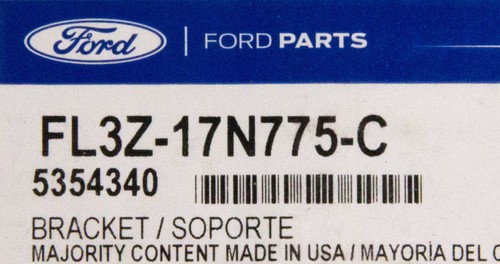 Ford | FORD PARTS
FL3Z-17N775-C
5354340
BRACKET / SOPORTE
MAJORITY CONTENT MADE IN USA / MAYORÍA DEL